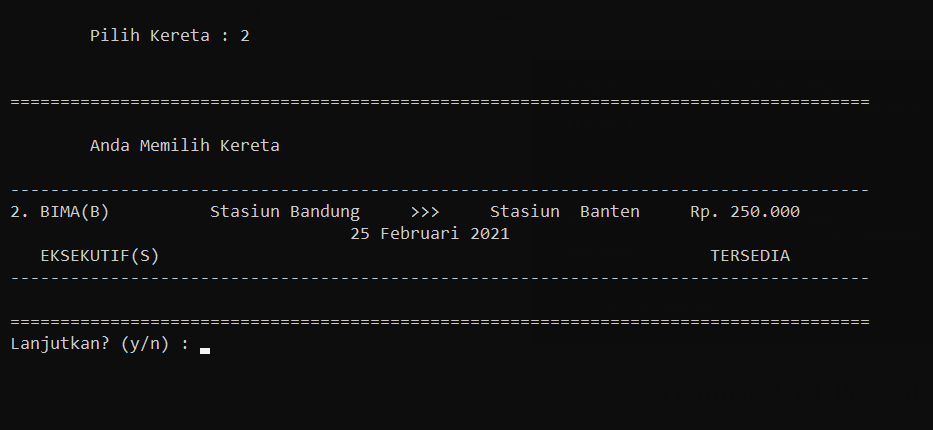 Pilih Kereta : 2
======================================================================================
Anda Memilih Kereta
--------------------------------------------------------------------------------------
2. BIMA(B)          Stasiun Bandung     >>>     Stasiun  Banten     Rp. 250.000
25 Februari 2021
EKSEKUTIF(S)                                                       TERSEDIA
--------------------------------------------------------------------------------------
======================================================================================
Lanjutkan? (y/n) :